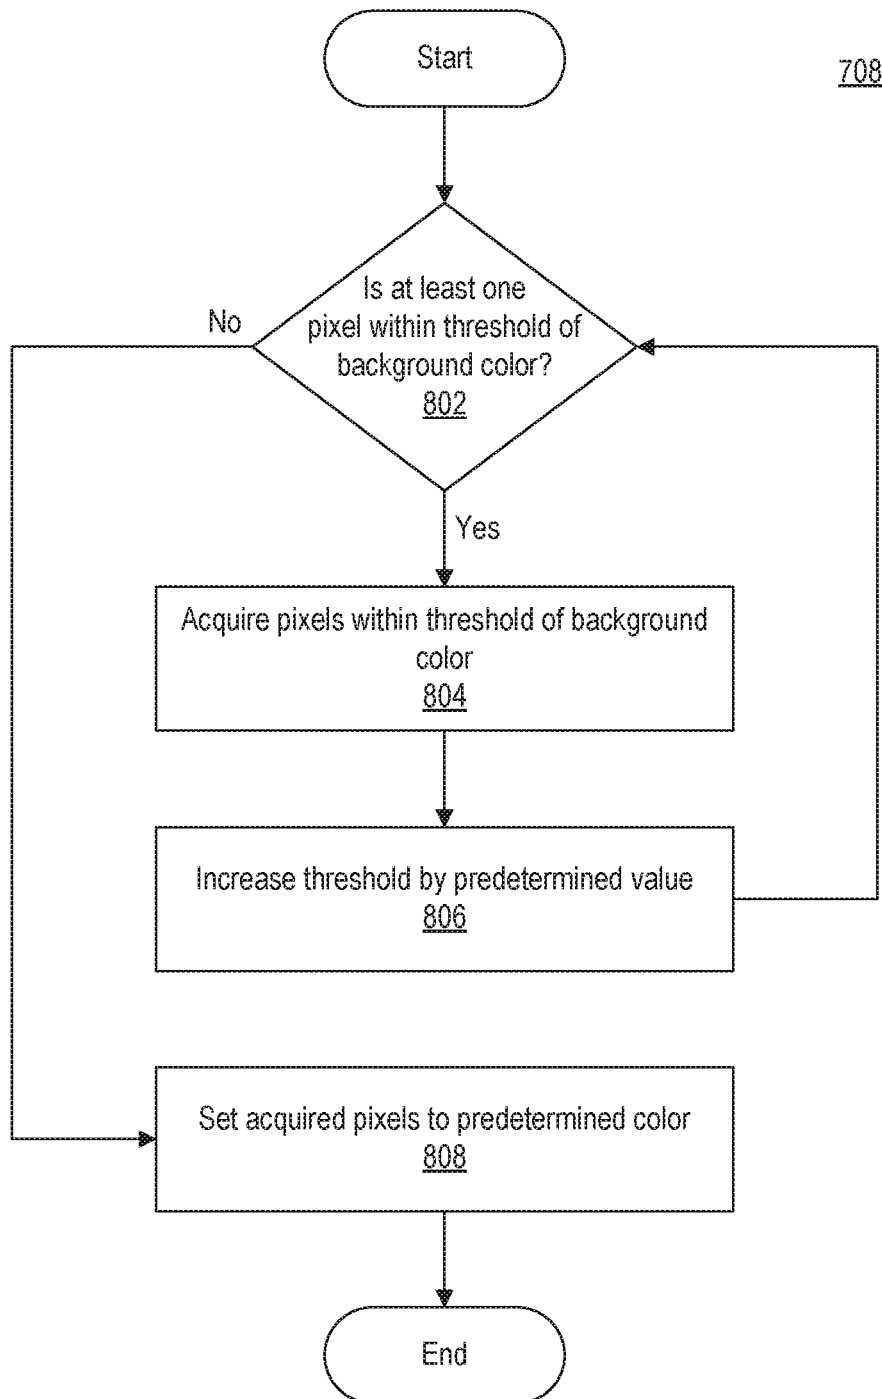 Start
708
Is at least one
pixel within threshold of
background color?
802
No
Yes
Acquire pixels within threshold of background
color
804
Increase threshold by predetermined value
806
Set acquired pixels to predetermined color
808
End